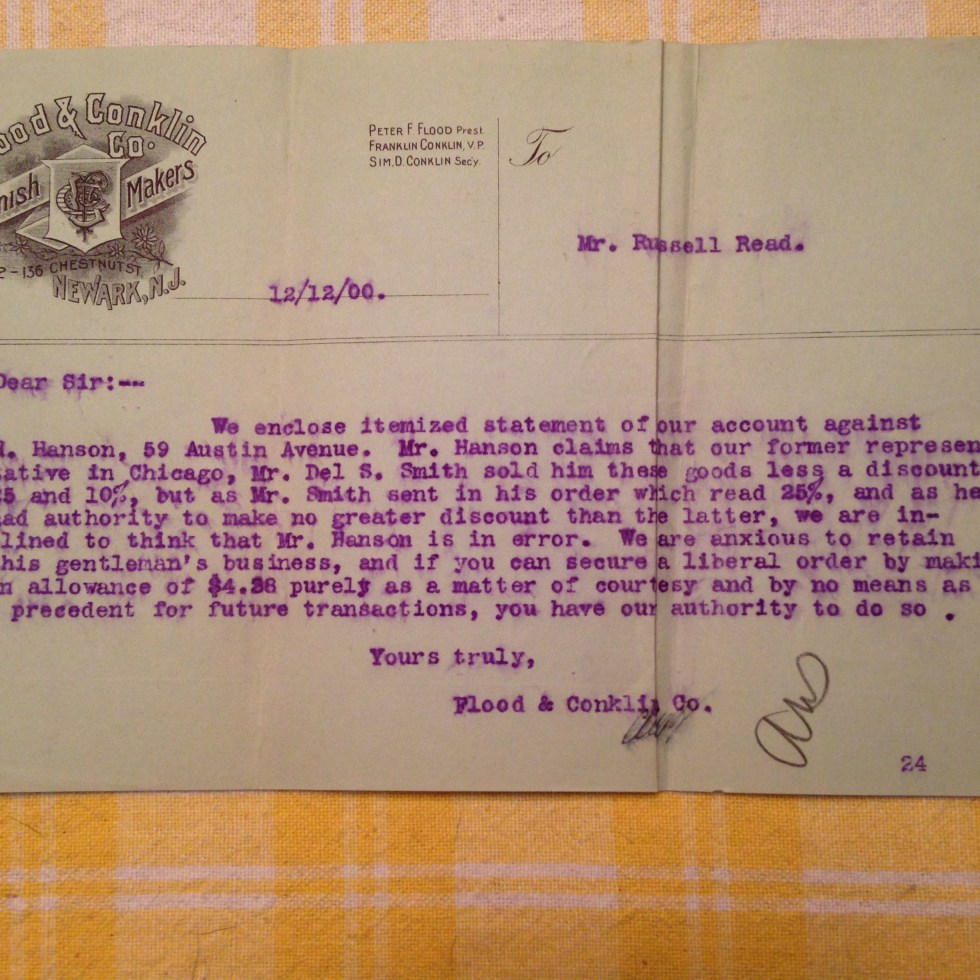 ood & Conklin
Co.
nish Makers
2-136 CHESTNUT ST.
NEWARK, N.J.
PETER F FLOOD Prest.
FRANKLIN CONKLIN, V.P.
SIM. D. CONKLIN Sec'y.
To
Mr. Russell Read.
12/12/00.
Dear Sir:--
We enclose itemized statement of our account against
. Hanson, 59 Austin Avenue. Mr. Hanson claims that our former represen
tative in Chicago, Mr. Del S. Smith sold him these goods less a discount
5 and 10%, but as Mr. Smith sent in his order which read 25%, and as he
ad authority to make no greater discount than the latter, we are in-
lined to think that Mr. Hanson is in error. We are anxious to retain
his gentleman's business, and if you can secure a liberal order by maki
n allowance of $4.28 purely as a matter of courtesy and by no means as
precedent for future transactions, you have our authority to do so .
Yours truly,
Flood & Conklin Co.
24